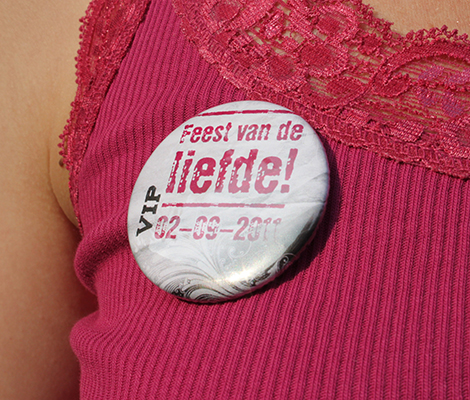 Feest van de
liefde!
VIP
02-09-2011